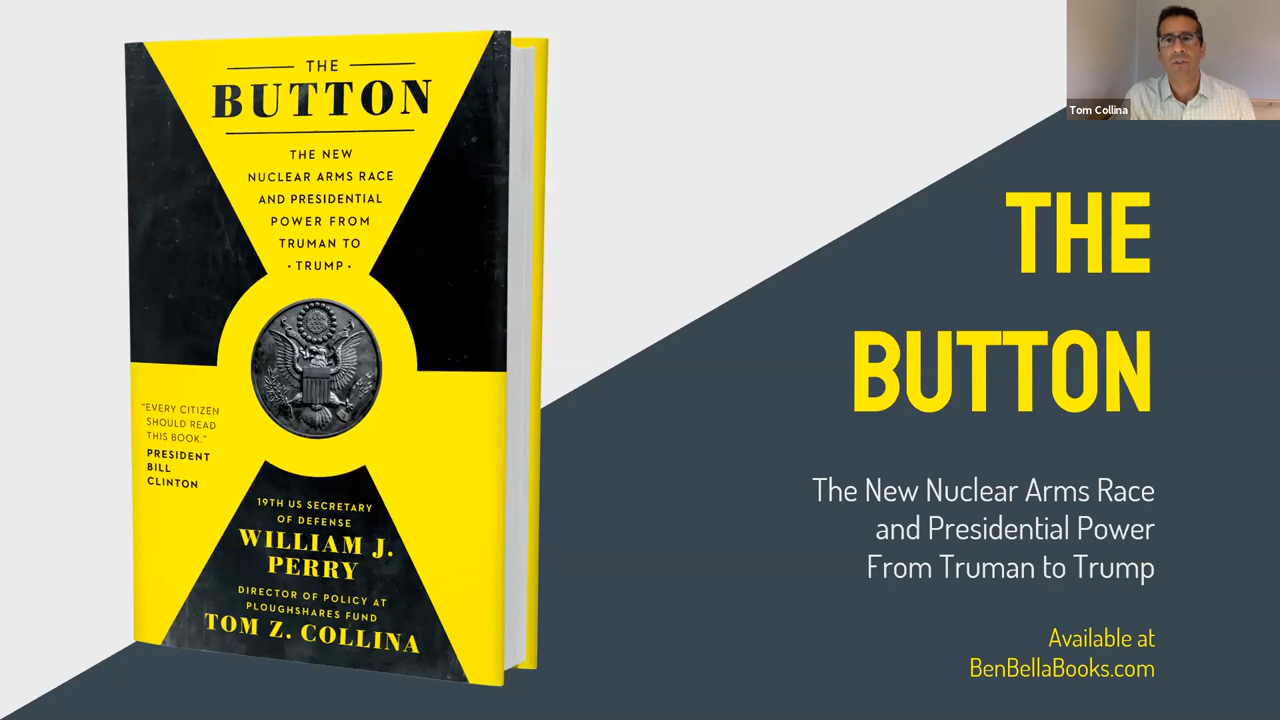 THE
BUTTON
THE NEW
NUCLEAR ARMS RACE
AND PRESIDENTIAL
POWER FROM
TRUMAN TO
· TRUMP ·
"EVERY CITIZEN
SHOULD READ
THIS BOOK."
PRESIDENT
BILL
CLINTON
19TH US SECRETARY
OF DEFENSE
WILLIAM J.
PERRY
DIRECTOR OF POLICY AT
PLOUGHSHARES FUND
TOM Z. COLLINA
Tom Collina
THE
BUTTON
The New Nuclear Arms Race
and Presidential Power
From Truman to Trump
Available at
BenBellaBooks.com